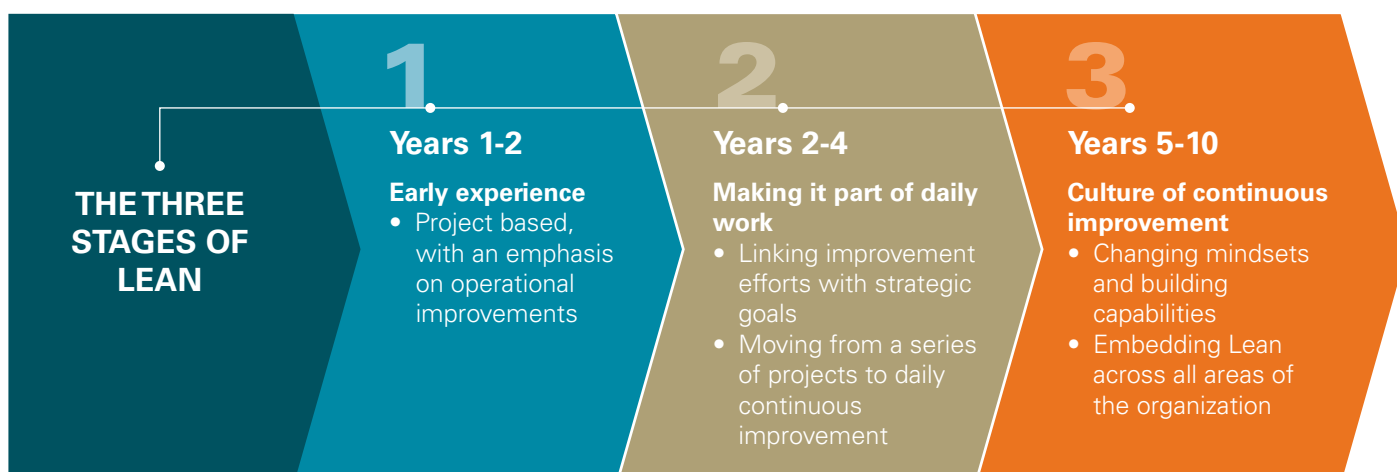 THE THREE
STAGES OF
LEAN
1
Years 1-2
Early experience
• Project based,
with an emphasis
on operational
improvements
2
Years 2-4
Making it part of daily
work
• Linking improvement
efforts with strategic
goals
• Moving from a series
of projects to daily
continuous
improvement
3
Years 5-10
Culture of continuous
improvement
• Changing mindsets
and building
capabilities
• Embedding Lean
across all areas of
the organization